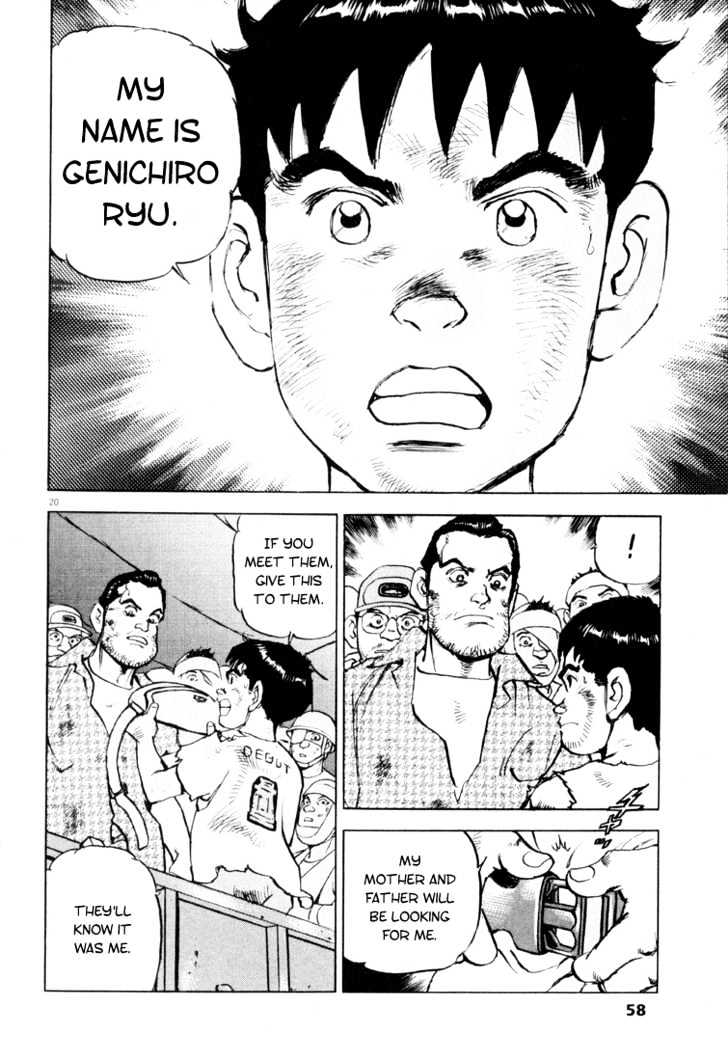 MY
NAME IS
GENICHIRO
RYU.
20
!
MY
MOTHER AND
FATHER WILL
BE LOOKING
FOR ME.
IF YOU
MEET THEM,
GIVE THIS
TO THEM.
DEBUT
THEY'LL
KNOW IT
WAS ME.
58